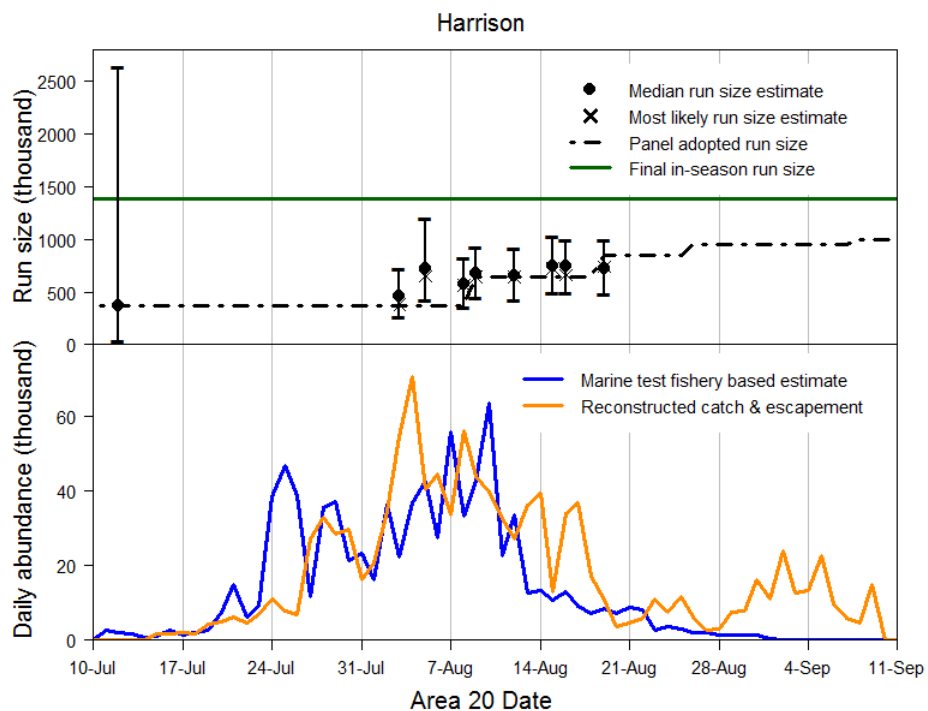 Harrison
Run size (thousand)
2500
2000
1500
1000
500
0
Median run size estimate
Most likely run size estimate
Panel adopted run size
Final in-season run size
Daily abundance (thousand)
60
40
20
0
Marine test fishery based estimate
Reconstructed catch & escapement
10-Jul 17-Jul 24-Jul 31-Jul 7-Aug 14-Aug 21-Aug 28-Aug 4-Sep 11-Sep
Area 20 Date